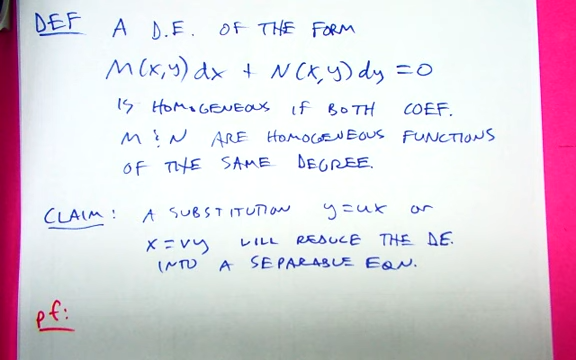 DEF A D.E. OF THE FORM
M(x,y) dx + N(x,y) dy = 0
IS HOMOGENEOUS IF BOTH COEF.
M & N ARE HOMOGENEOUS FUNCTIONS
OF THE SAME DEGREE.
CLAIM: A SUBSTITUTION y=ux or
x=vy WILL REDUCE THE DE.
INTO A SEPARABLE EQN.
pf: